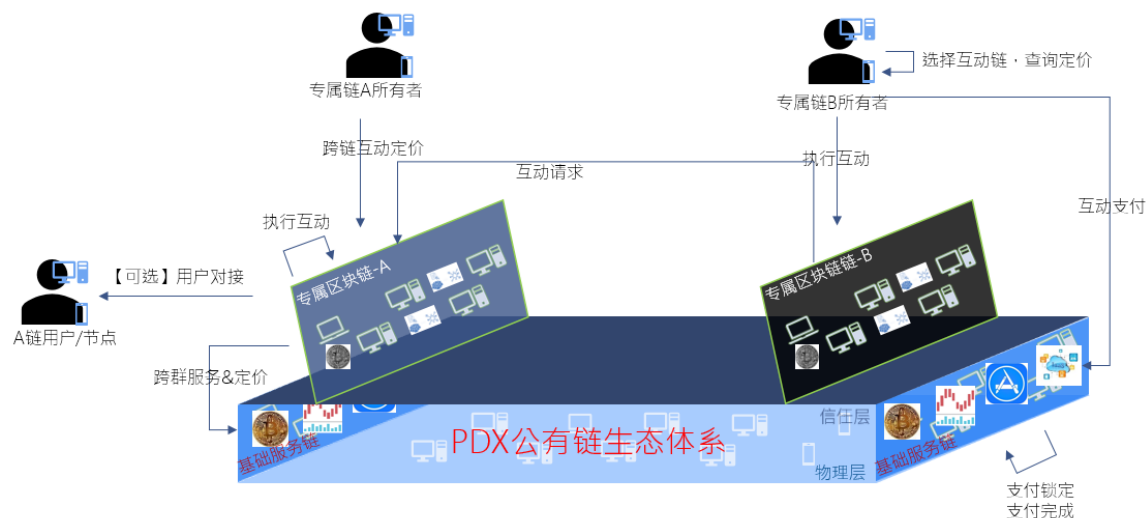 专属链A所有者
专属链B所有者
选择互动链·查询定价
跨链互动定价
互动请求
执行互动
互动支付
执行互动
专属区块链-A
专属区块链链-B
【可选】用户对接
A链用户/节点
跨群服务&定价
信任层
PDX公有链生态体系
物理层
基础服务链
基础服务链
支付锁定
支付完成